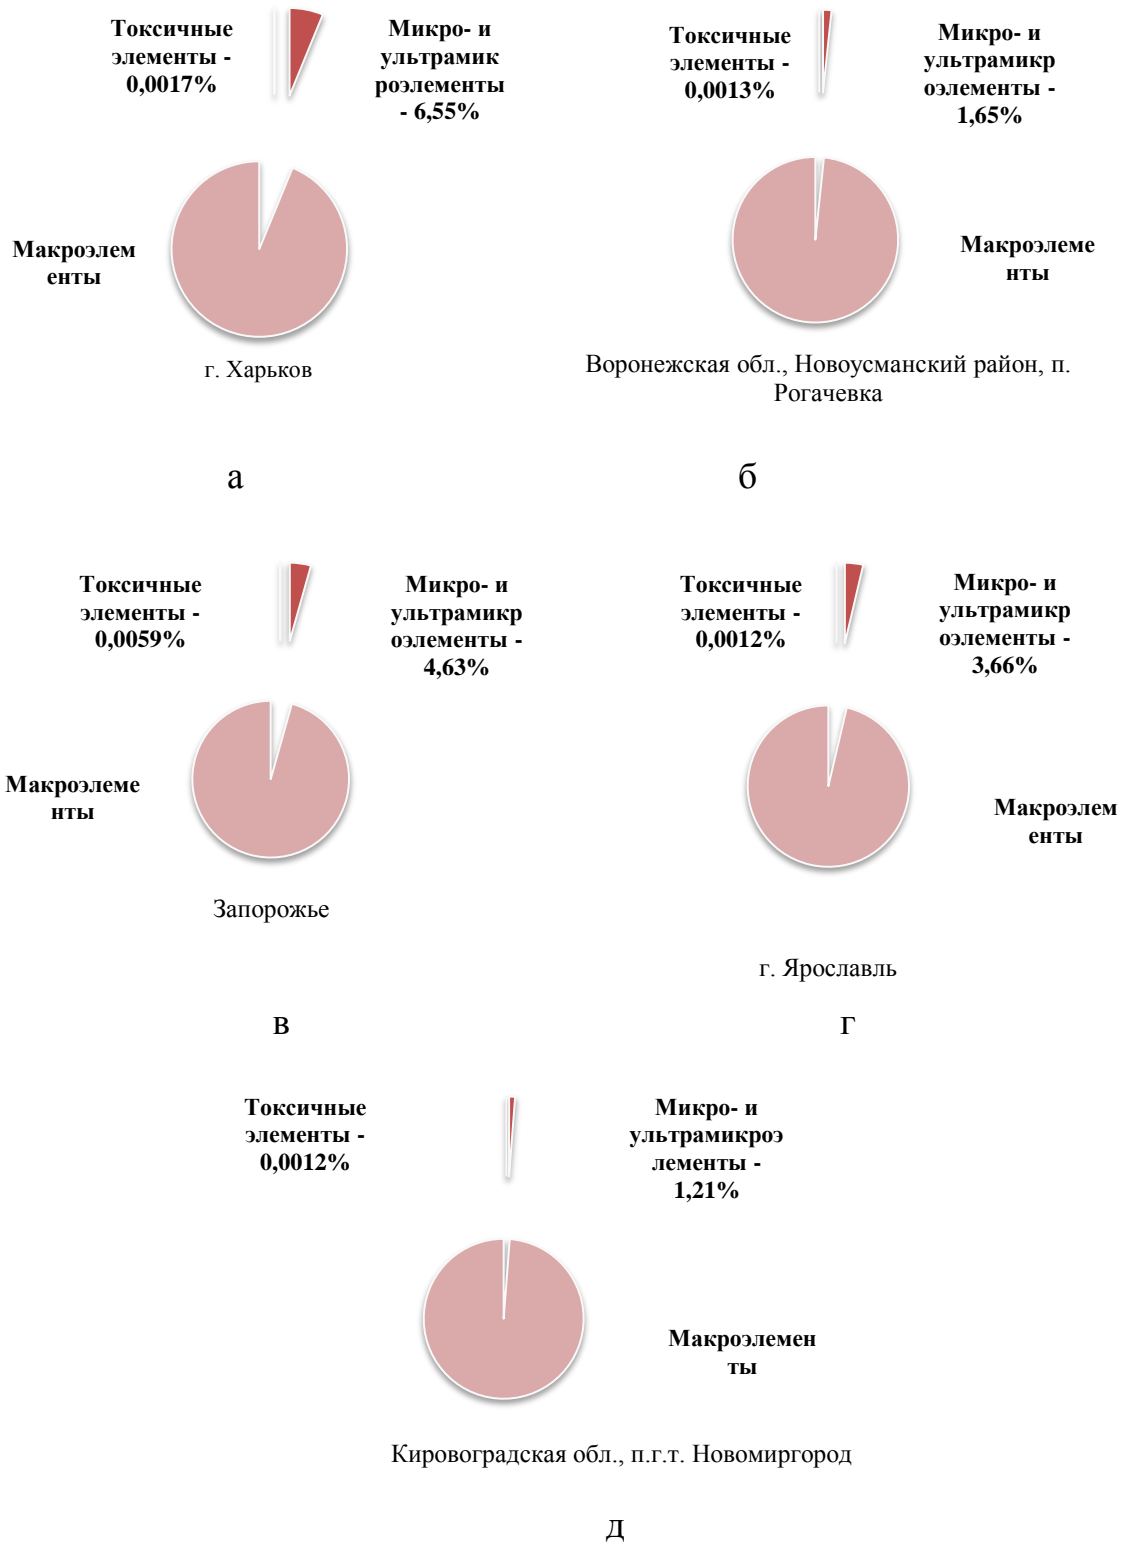 Токсичные
элементы -
0,0017%
Микро- и
ультрамик
роэлементы
- 6,55%
Макроэлем
енты
г. Харьков
а
Токсичные
элементы -
0,0013%
Микро- и
ультрамикр
оэлементы -
1,65%
Макроэлеме
нты
Воронежская обл., Новоусманский район, п.
Рогачевка
б
Токсичные
элементы -
0,0059%
Микро- и
ультрамикр
оэлементы -
4,63%
Макроэлеме
нты
Запорожье
в
Токсичные
элементы -
0,0012%
Микро- и
ультрамикр
оэлементы -
3,66%
Макроэлем
енты
г. Ярославль
г
Токсичные
элементы -
0,0012%
Микро- и
ультрамикроэ
лементы -
1,21%
Макроэлемен
ты
Кировоградская обл., п.г.т. Новомиргород
д